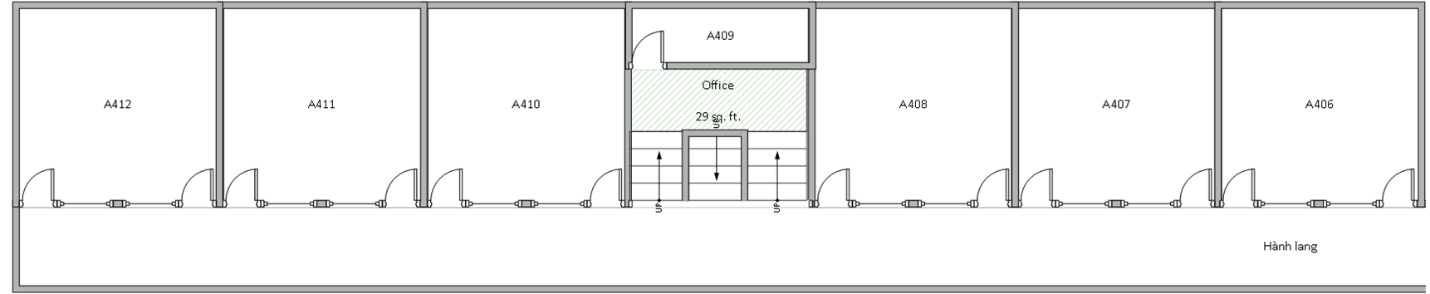 A409
Office
29 sq. ft.
A412
A411
A410
A408
A407
A406
UP
UP
UP
Hành lang